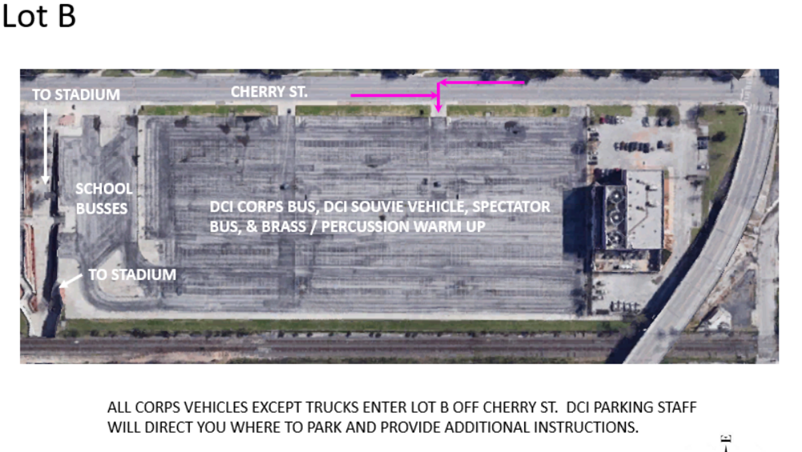 Lot B
TO STADIUM
CHERRY ST.
SCHOOL
BUSSES
DCI CORPS BUS, DCI SOUVIE VEHICLE, SPECTATOR
BUS, & BRASS / PERCUSSION WARM UP
TO STADIUM
ALL CORPS VEHICLES EXCEPT TRUCKS ENTER LOT B OFF CHERRY ST.  DCI PARKING STAFF
WILL DIRECT YOU WHERE TO PARK AND PROVIDE ADDITIONAL INSTRUCTIONS.
E